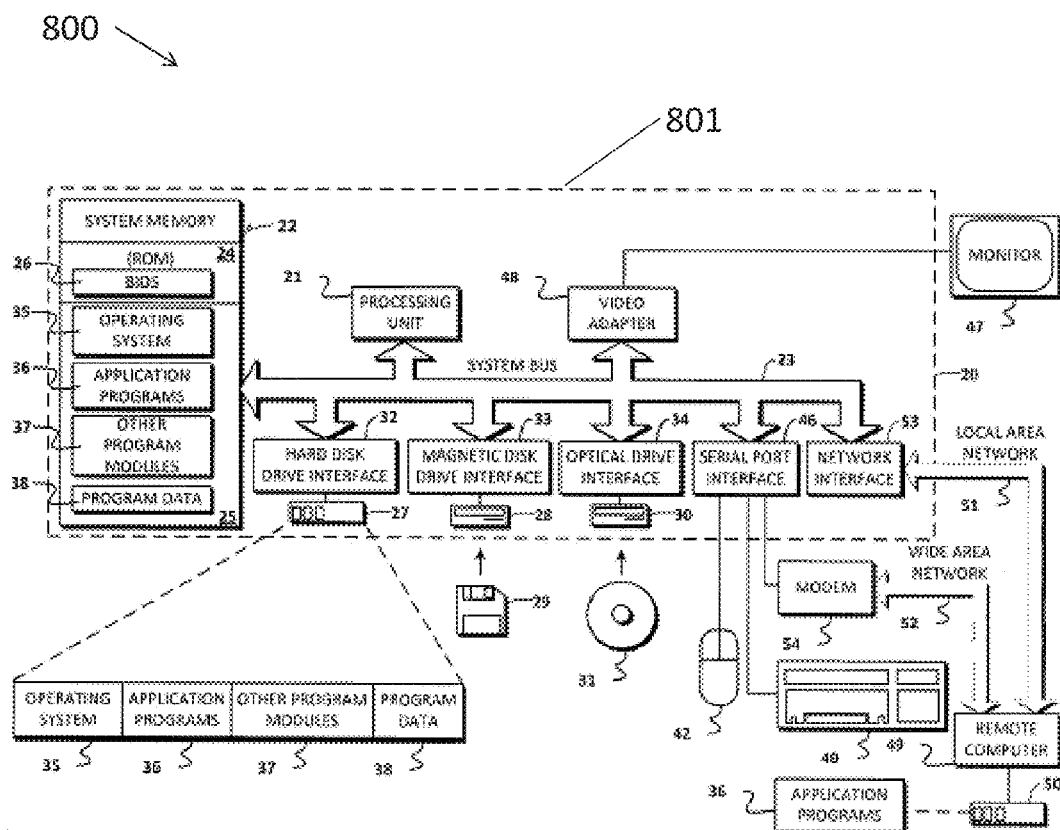 800
801
SYSTEM MEMORY
22
(ROM)
24
26
BIOS
35
OPERATING SYSTEM
36
APPLICATION PROGRAMS
37
OTHER PROGRAM MODULES
38
PROGRAM DATA
25
21
PROCESSING UNIT
48
VIDEO ADAPTER
MONITOR
47
SYSTEM BUS
23
20
32
HARD DISK DRIVE INTERFACE
33
MAGNETIC DISK DRIVE INTERFACE
34
OPTICAL DRIVE INTERFACE
46
SERIAL PORT INTERFACE
53
NETWORK INTERFACE
LOCAL AREA NETWORK
51
27
28
30
29
31
WIDE AREA NETWORK
52
MODEM
54
42
40
49
REMOTE COMPUTER
50
OPERATING SYSTEM
APPLICATION PROGRAMS
OTHER PROGRAM MODULES
PROGRAM DATA
35
36
37
38
36
APPLICATION PROGRAMS